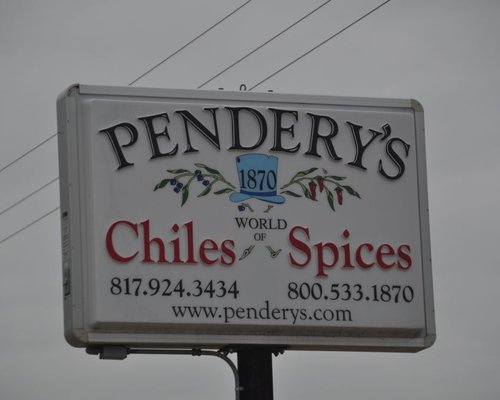 PENDERY'S
1870
WORLD
OF
Chiles Spices
817.924.3434 800.533.1870
www.penderys.com